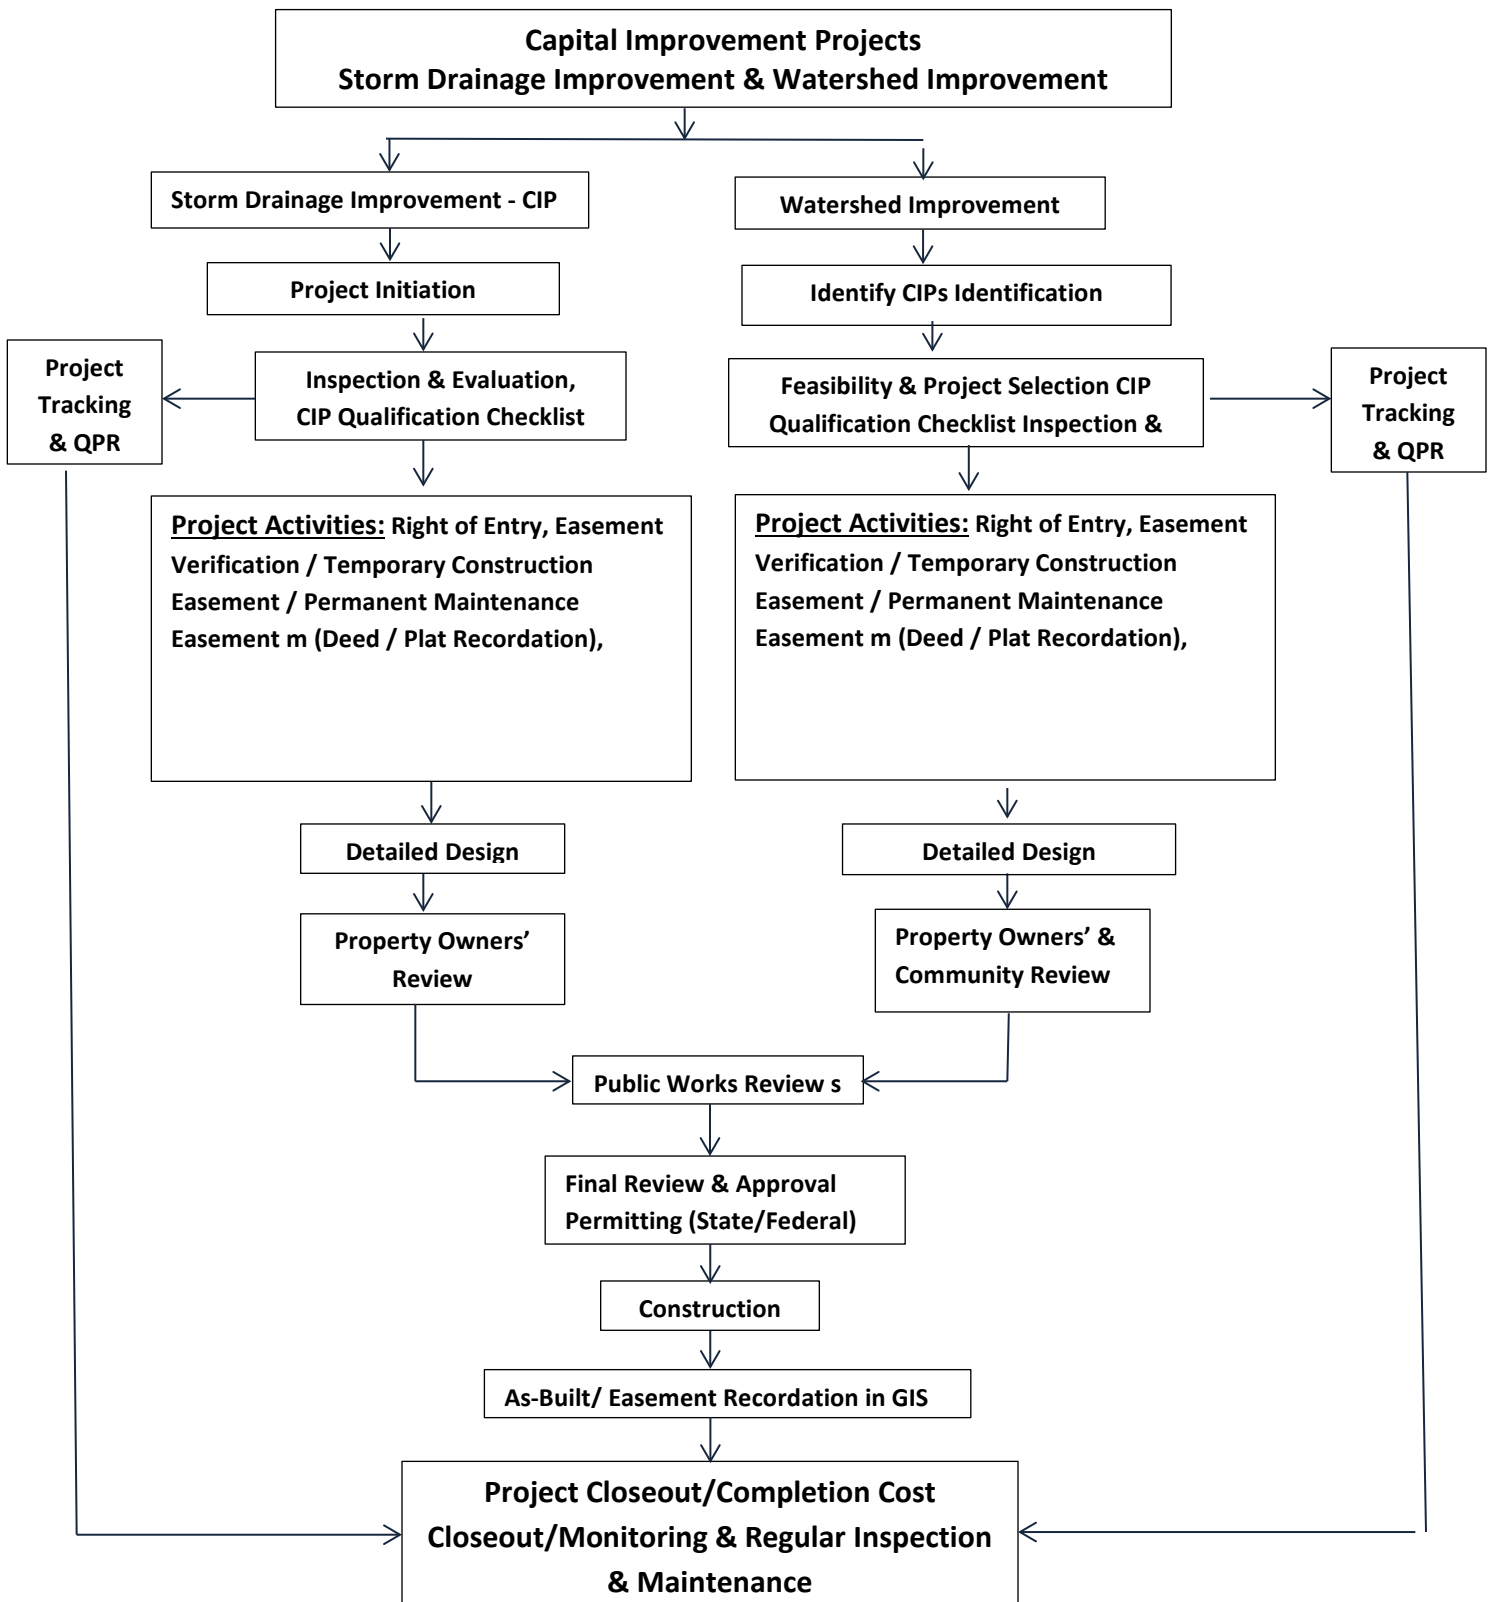 Capital Improvement Projects
Storm Drainage Improvement & Watershed Improvement
Storm Drainage Improvement - CIP
Watershed Improvement
Project Initiation
Identify CIPs Identification
Project
Tracking
& QPR
Inspection & Evaluation,
CIP Qualification Checklist
Feasibility & Project Selection CIP
Qualification Checklist Inspection &
Project
Tracking
& QPR
Project Activities: Right of Entry, Easement
Verification / Temporary Construction
Easement / Permanent Maintenance
Easement m (Deed / Plat Recordation),
Project Activities: Right of Entry, Easement
Verification / Temporary Construction
Easement / Permanent Maintenance
Easement m (Deed / Plat Recordation),
Detailed Design
Detailed Design
Property Owners’
Review
Property Owners’ &
Community Review
Public Works Review s
Final Review & Approval
Permitting (State/Federal)
Construction
As-Built/ Easement Recordation in GIS
Project Closeout/Completion Cost
Closeout/Monitoring & Regular Inspection
& Maintenance